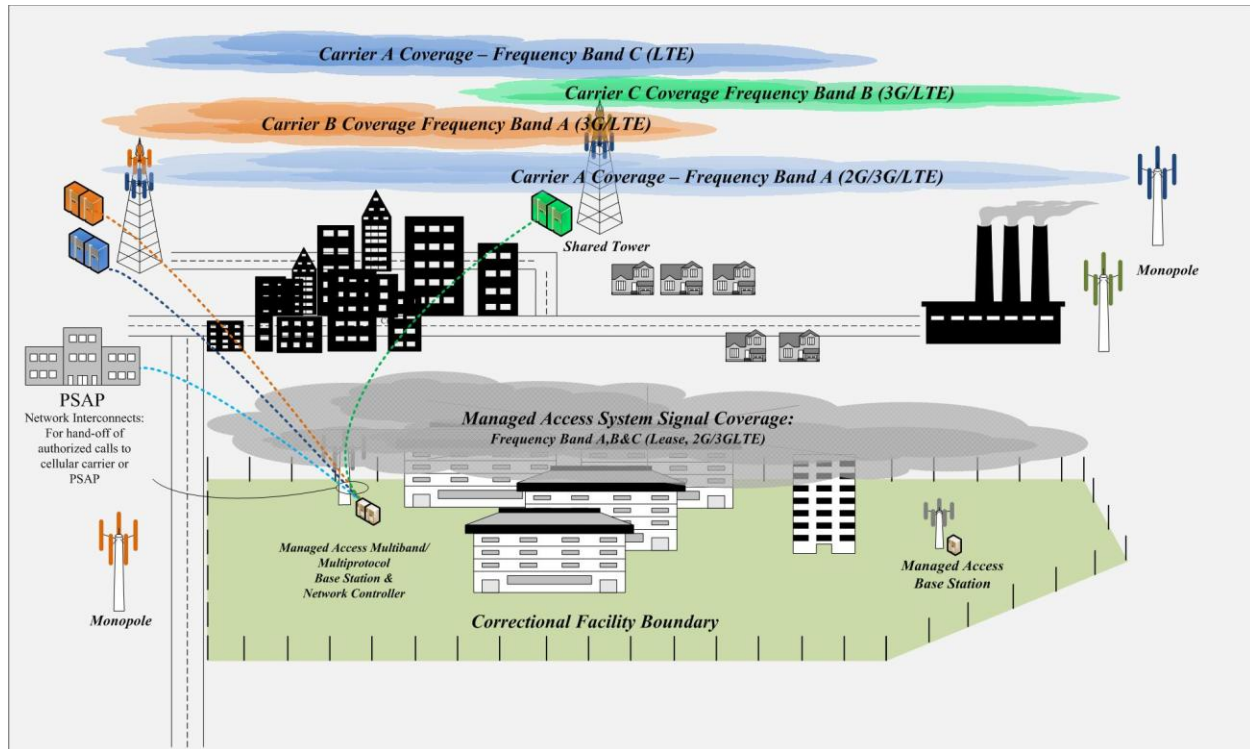 Carrier A Coverage – Frequency Band C (LTE)
Carrier C Coverage Frequency Band B (3G/LTE)
Carrier B Coverage Frequency Band A (3G/LTE)
Carrier A Coverage – Frequency Band A (2G/3G/LTE)
Shared Tower
Monopole
PSAP
Network Interconnects:
For hand-off of
authorized calls to
cellular carrier or
PSAP
Managed Access System Signal Coverage:
Frequency Band A,B&C (Lease, 2G/3GLTE)
Managed Access Multiband/
Multiprotocol
Base Station &
Network Controller
Managed Access
Base Station
Monopole
Correctional Facility Boundary